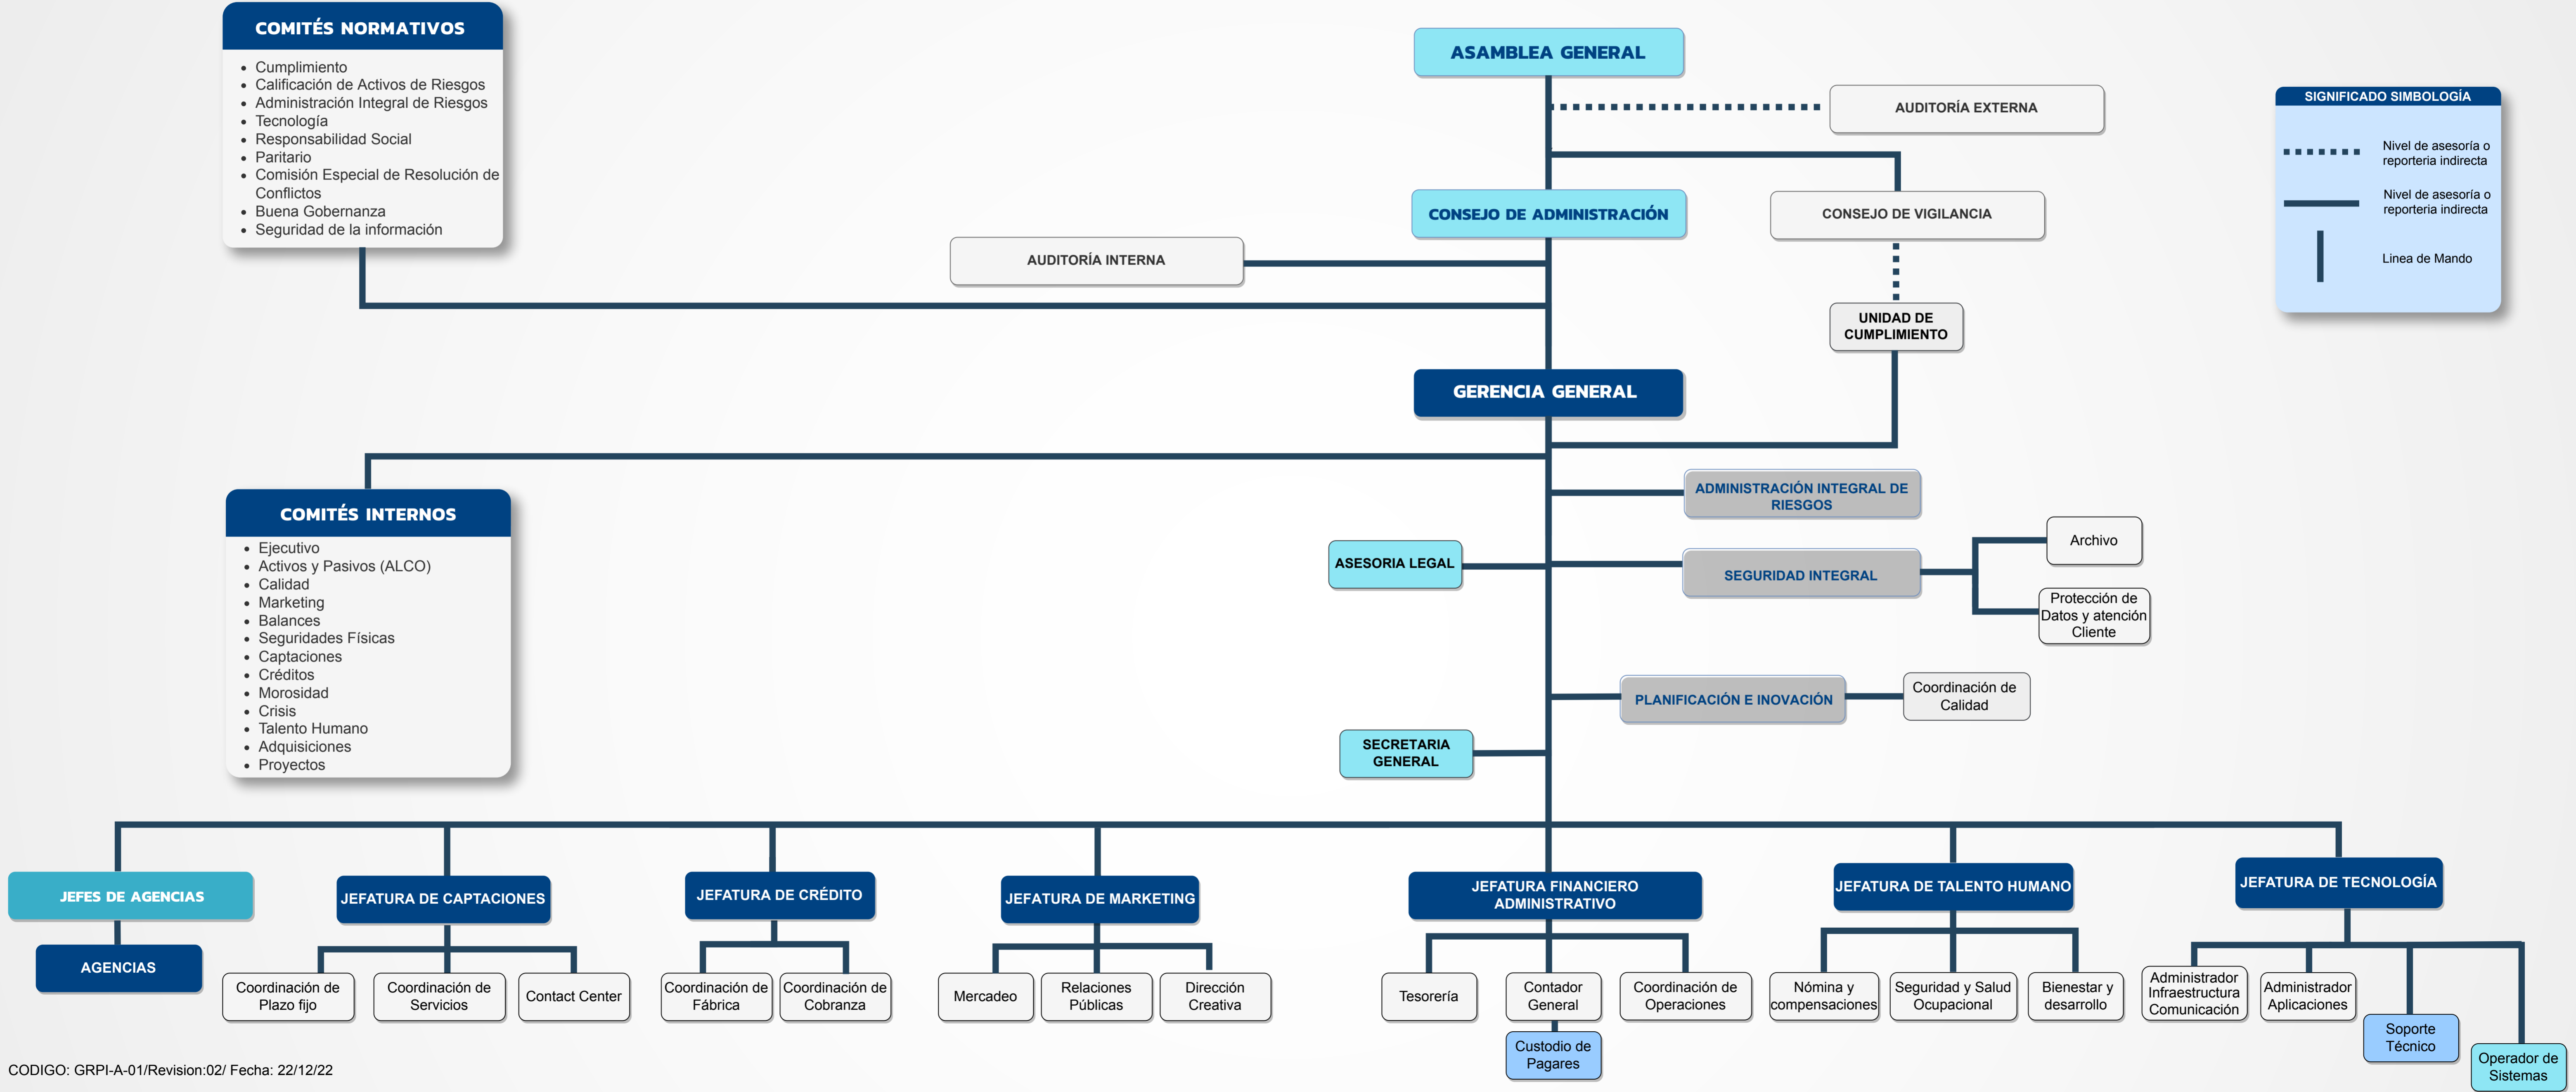 COMITÉS NORMATIVOS
• Cumplimiento
• Calificación de Activos de Riesgos
• Administración Integral de Riesgos
• Tecnología
• Responsabilidad Social
• Paritario
• Comisión Especial de Resolución de
Conflictos
• Buena Gobernanza
• Seguridad de la información
ASAMBLEA GENERAL
AUDITORÍA EXTERNA
SIGNIFICADO SIMBOLOGÍA
Nivel de asesoría o
reporteria indirecta
Nivel de asesoría o
reporteria indirecta
Linea de Mando
CONSEJO DE ADMINISTRACIÓN
CONSEJO DE VIGILANCIA
AUDITORÍA INTERNA
UNIDAD DE
CUMPLIMIENTO
GERENCIA GENERAL
COMITÉS INTERNOS
• Ejecutivo
• Activos y Pasivos (ALCO)
• Calidad
• Marketing
• Balances
• Seguridades Físicas
• Captaciones
• Créditos
• Morosidad
• Crisis
• Talento Humano
• Adquisiciones
• Proyectos
ADMINISTRACIÓN INTEGRAL DE
RIESGOS
ASESORIA LEGAL
SEGURIDAD INTEGRAL
Archivo
Protección de
Datos y atención
Cliente
PLANIFICACIÓN E INOVACIÓN
Coordinación de
Calidad
SECRETARIA
GENERAL
JEFES DE AGENCIAS
AGENCIAS
JEFATURA DE CAPTACIONES
Coordinación de
Plazo fijo
Coordinación de
Servicios
Contact Center
JEFATURA DE CRÉDITO
Coordinación de
Fábrica
Coordinación de
Cobranza
JEFATURA DE MARKETING
Mercadeo
Relaciones
Públicas
Dirección
Creativa
JEFATURA FINANCIERO
ADMINISTRATIVO
Tesorería
Contador
General
Coordinación de
Operaciones
Custodio de
Pagares
JEFATURA DE TALENTO HUMANO
Nómina y
compensaciones
Seguridad y Salud
Ocupacional
Bienestar y
desarrollo
JEFATURA DE TECNOLOGÍA
Administrador
Infraestructura
Comunicación
Administrador
Aplicaciones
Soporte
Técnico
Operador de
Sistemas
CODIGO: GRPI-A-01/Revision:02/ Fecha: 22/12/22